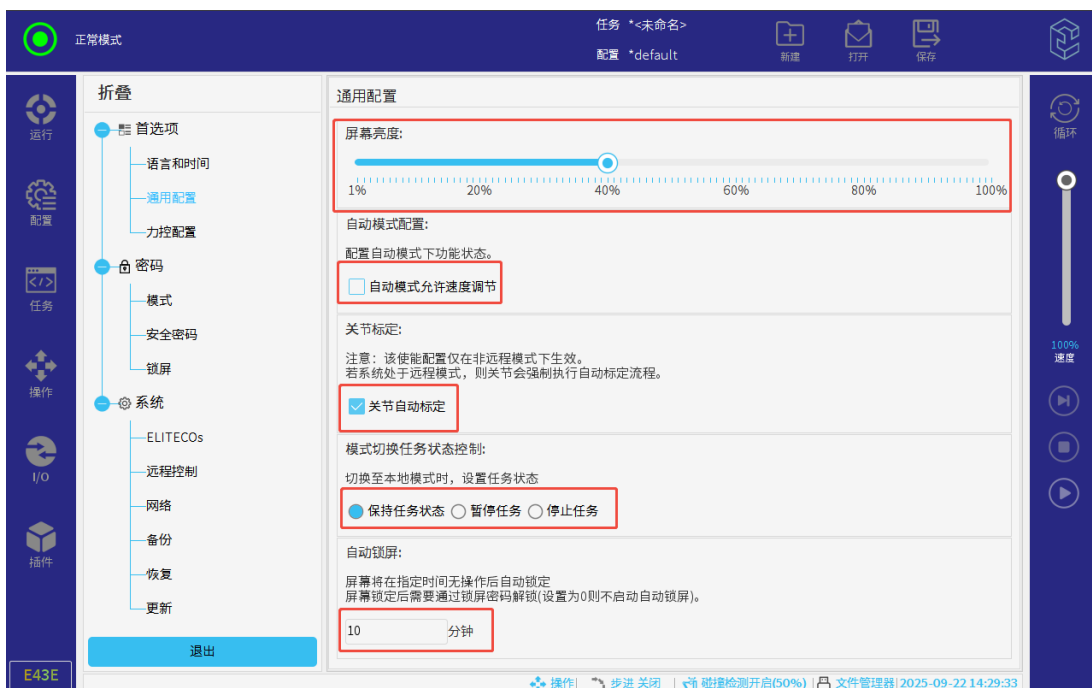 正常模式
任务 *<未命名>
配置 *default
新建
打开
保存
运行
配置
任务
操作
I/O
插件
E43E
折叠
首选项
语言和时间
通用配置
力控配置
密码
模式
安全密码
锁屏
系统
ELITECOs
远程控制
网络
备份
恢复
更新
退出
通用配置
屏幕亮度:
1% 20% 40% 60% 80% 100%
自动模式配置:
配置自动模式下功能状态。
自动模式允许速度调节
关节标定:
注意：该使能配置仅在非远程模式下生效。
若系统处于远程模式，则关节会强制执行自动标定流程。
关节自动标定
模式切换任务状态控制:
切换至本地模式时，设置任务状态
保持任务状态 暂停任务 停止任务
自动锁屏:
屏幕将在指定时间无操作后自动锁定
屏幕锁定后需要通过锁屏密码解锁(设置为0则不启动自动锁屏)。
10 分钟
循环
100%
速度
操作| 步进 关闭 | 碰撞检测开启(50%) | 文件管理器|2025-09-22 14:29:33